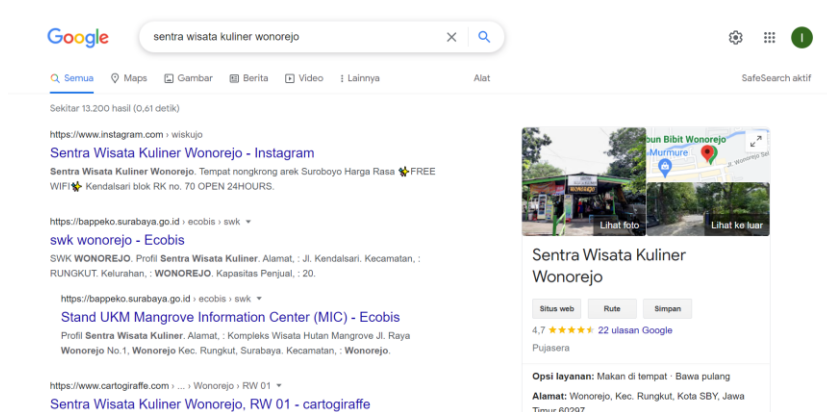 Google
sentra wisata kuliner wonorejo
Semua Maps Gambar Berita Video Lainnya Alat SafeSearch aktif
I
Sekitar 13.200 hasil (0,61 detik)
https://www.instagram.com › wiskujo
Sentra Wisata Kuliner Wonorejo - Instagram
Sentra Wisata Kuliner Wonorejo. Tempat nongkrong arek Suroboyo Harga Rasa ✨FREE
WIFI✨ Kendalsari blok RK no. 70 OPEN 24HOURS.
https://bappeko.surabaya.go.id › ecobis › swk
swk wonorejo - Ecobis
SWK WONOREJO. Profil Sentra Wisata Kuliner. Alamat, : Jl. Kendalsari. Kecamatan, :
RUNGKUT. Kelurahan, : WONOREJO. Kapasitas Penjual, : 20.
https://bappeko.surabaya.go.id › ecobis › swk
Stand UKM Mangrove Information Center (MIC) - Ecobis
Profil Sentra Wisata Kuliner. Alamat, : Kompleks Wisata Hutan Mangrove Jl. Raya
Wonorejo No.1, Wonorejo Kec. Rungkut, Surabaya. Kecamatan, : Wonorejo.
https://www.cartogiraffe.com › ... › Wonorejo › RW 01
Sentra Wisata Kuliner Wonorejo, RW 01 - cartogiraffe
bun Bibit Wonorejo
Murmure
Jl. Wonorejo Sel
Lihat foto
Lihat ke luar
Sentra Wisata Kuliner
Wonorejo
Situs web Rute Simpan
4,7 22 ulasan Google
Pujasera
Opsi layanan: Makan di tempat · Bawa pulang
Alamat: Wonorejo, Kec. Rungkut, Kota SBY, Jawa
Timur 60297